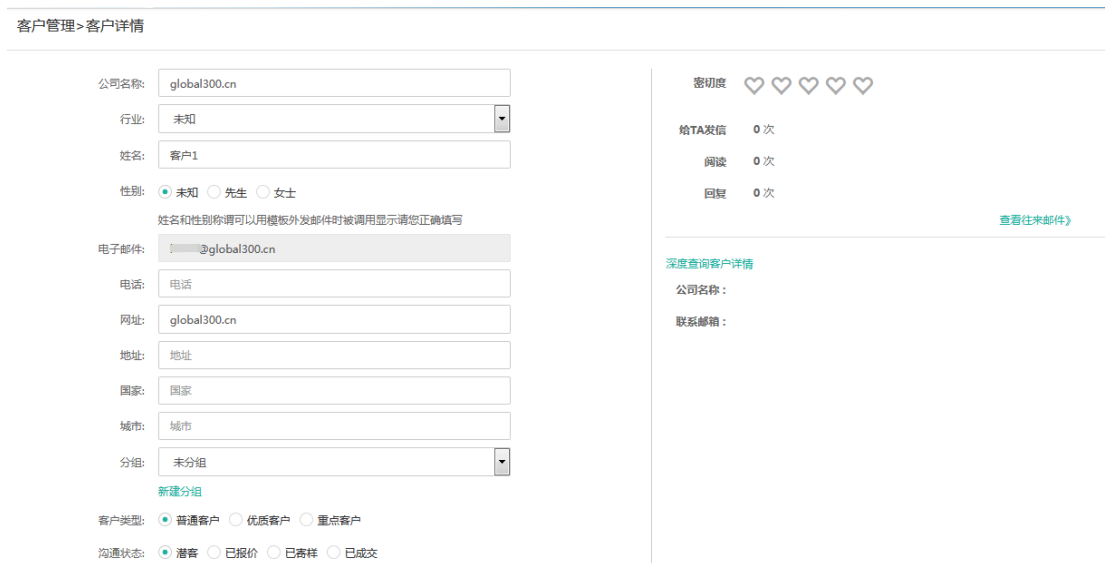 客户管理>客户详情
公司名称: global300.cn
行业: 未知
姓名: 客户1
性别: 未知 先生 女士
姓名和性别称谓可以用模板外发邮件时被调用显示请您正确填写
电子邮件: @global300.cn
电话: 电话
网址: global300.cn
地址: 地址
国家: 国家
城市: 城市
分组: 未分组
新建分组
客户类型: 普通客户 优质客户 重点客户
沟通状态: 潜客 已报价 已寄样 已成交
密切度
给TA发信 0 次
阅读 0 次
回复 0 次
查看往来邮件》
深度查询客户详情
公司名称：
联系邮箱：